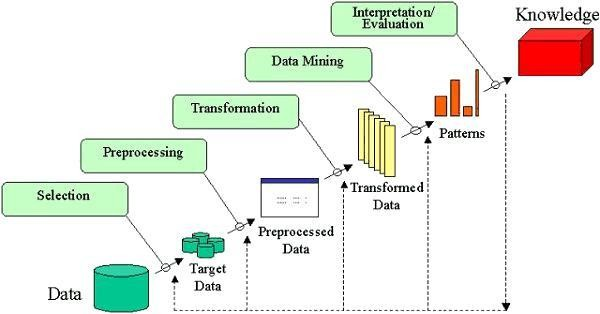 Interpretation/
Evaluation
Knowledge
Data Mining
Transformation
Patterns
Preprocessing
Transformed
Data
Selection
Preprocessed
Data
Target
Data
Data